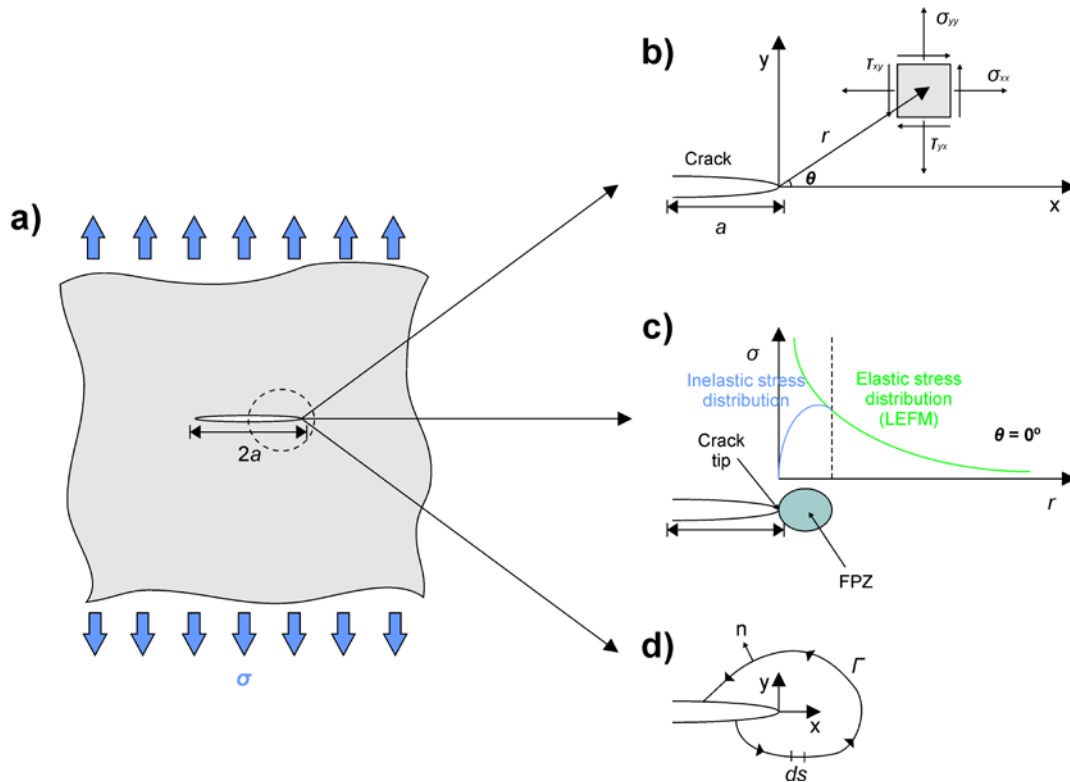 a)
2a
σ
b)
y
σyy
τxy
σxx
r
τyx
Crack
θ
x
a
c)
σ
Inelastic stress
distribution
Elastic stress
distribution
(LEFM)
θ = 0º
Crack
tip
r
FPZ
d)
n
Γ
y
x
ds